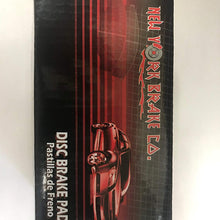 NEW YORK BRAKE CO.
DISC BRAKE PAD
Pastillas de Freno